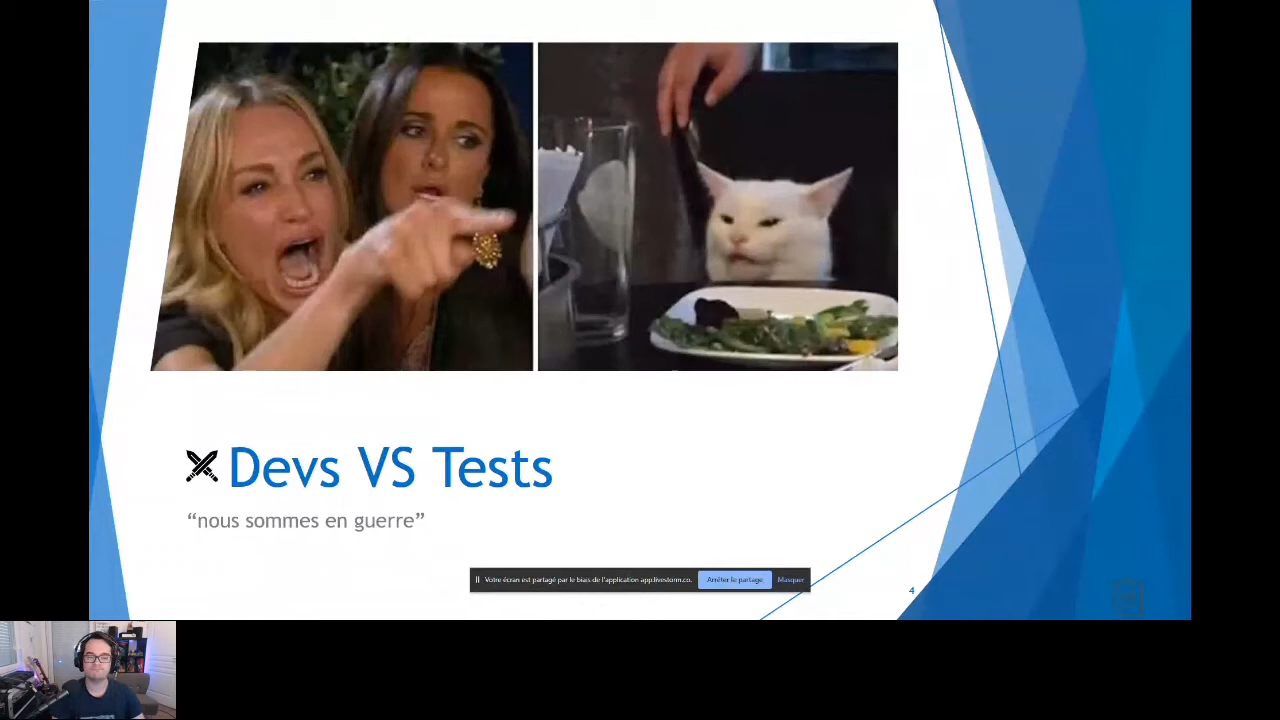 Devs VS Tests
“nous sommes en guerre”
Votre écran est partagé par le biais de l'application app.livestorm.co.
Arrêter le partage
Masquer
4